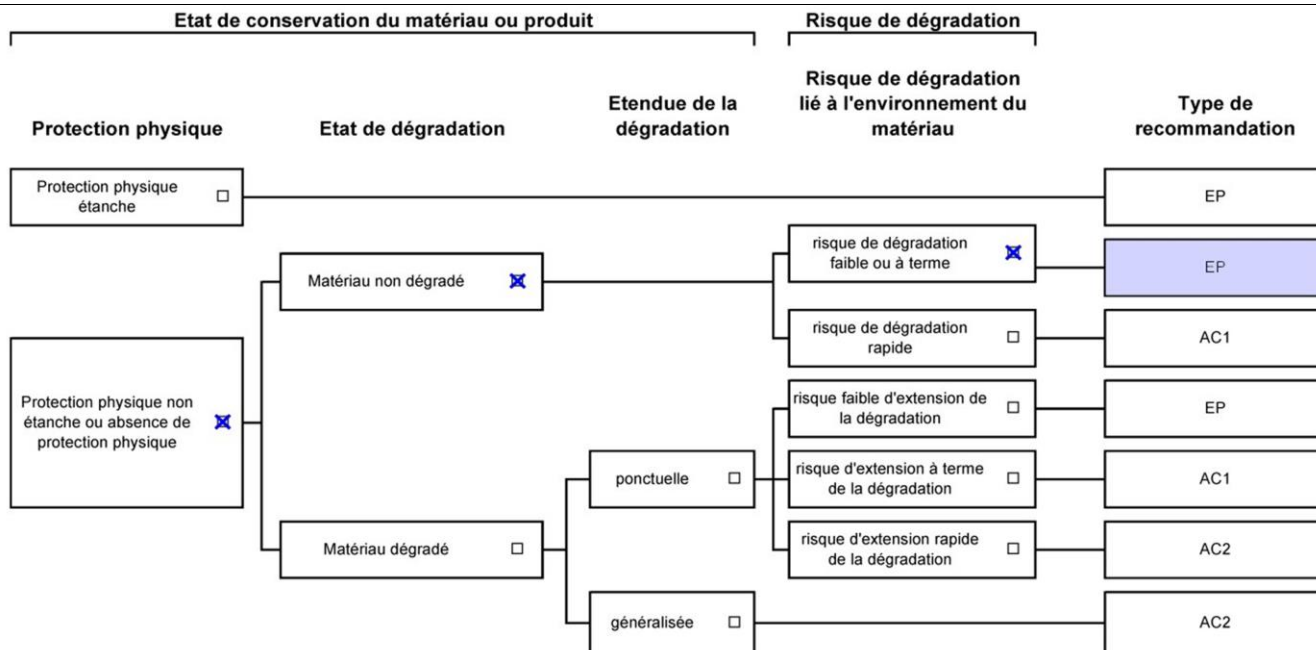 Etat de conservation du matériau ou produit
Risque de dégradation
Protection physique
Etat de dégradation
Etendue de la
dégradation
Risque de dégradation
lié à l'environnement du
matériau
Type de
recommandation
Protection physique
étanche
EP
risque de dégradation
faible ou à terme
EP
Matériau non dégradé
risque de dégradation
rapide
AC1
Protection physique non
étanche ou absence de
protection physique
risque faible d'extension de
la dégradation
EP
ponctuelle
risque d'extension à terme
de la dégradation
AC1
Matériau dégradé
risque d'extension rapide
de la dégradation
AC2
généralisée
AC2